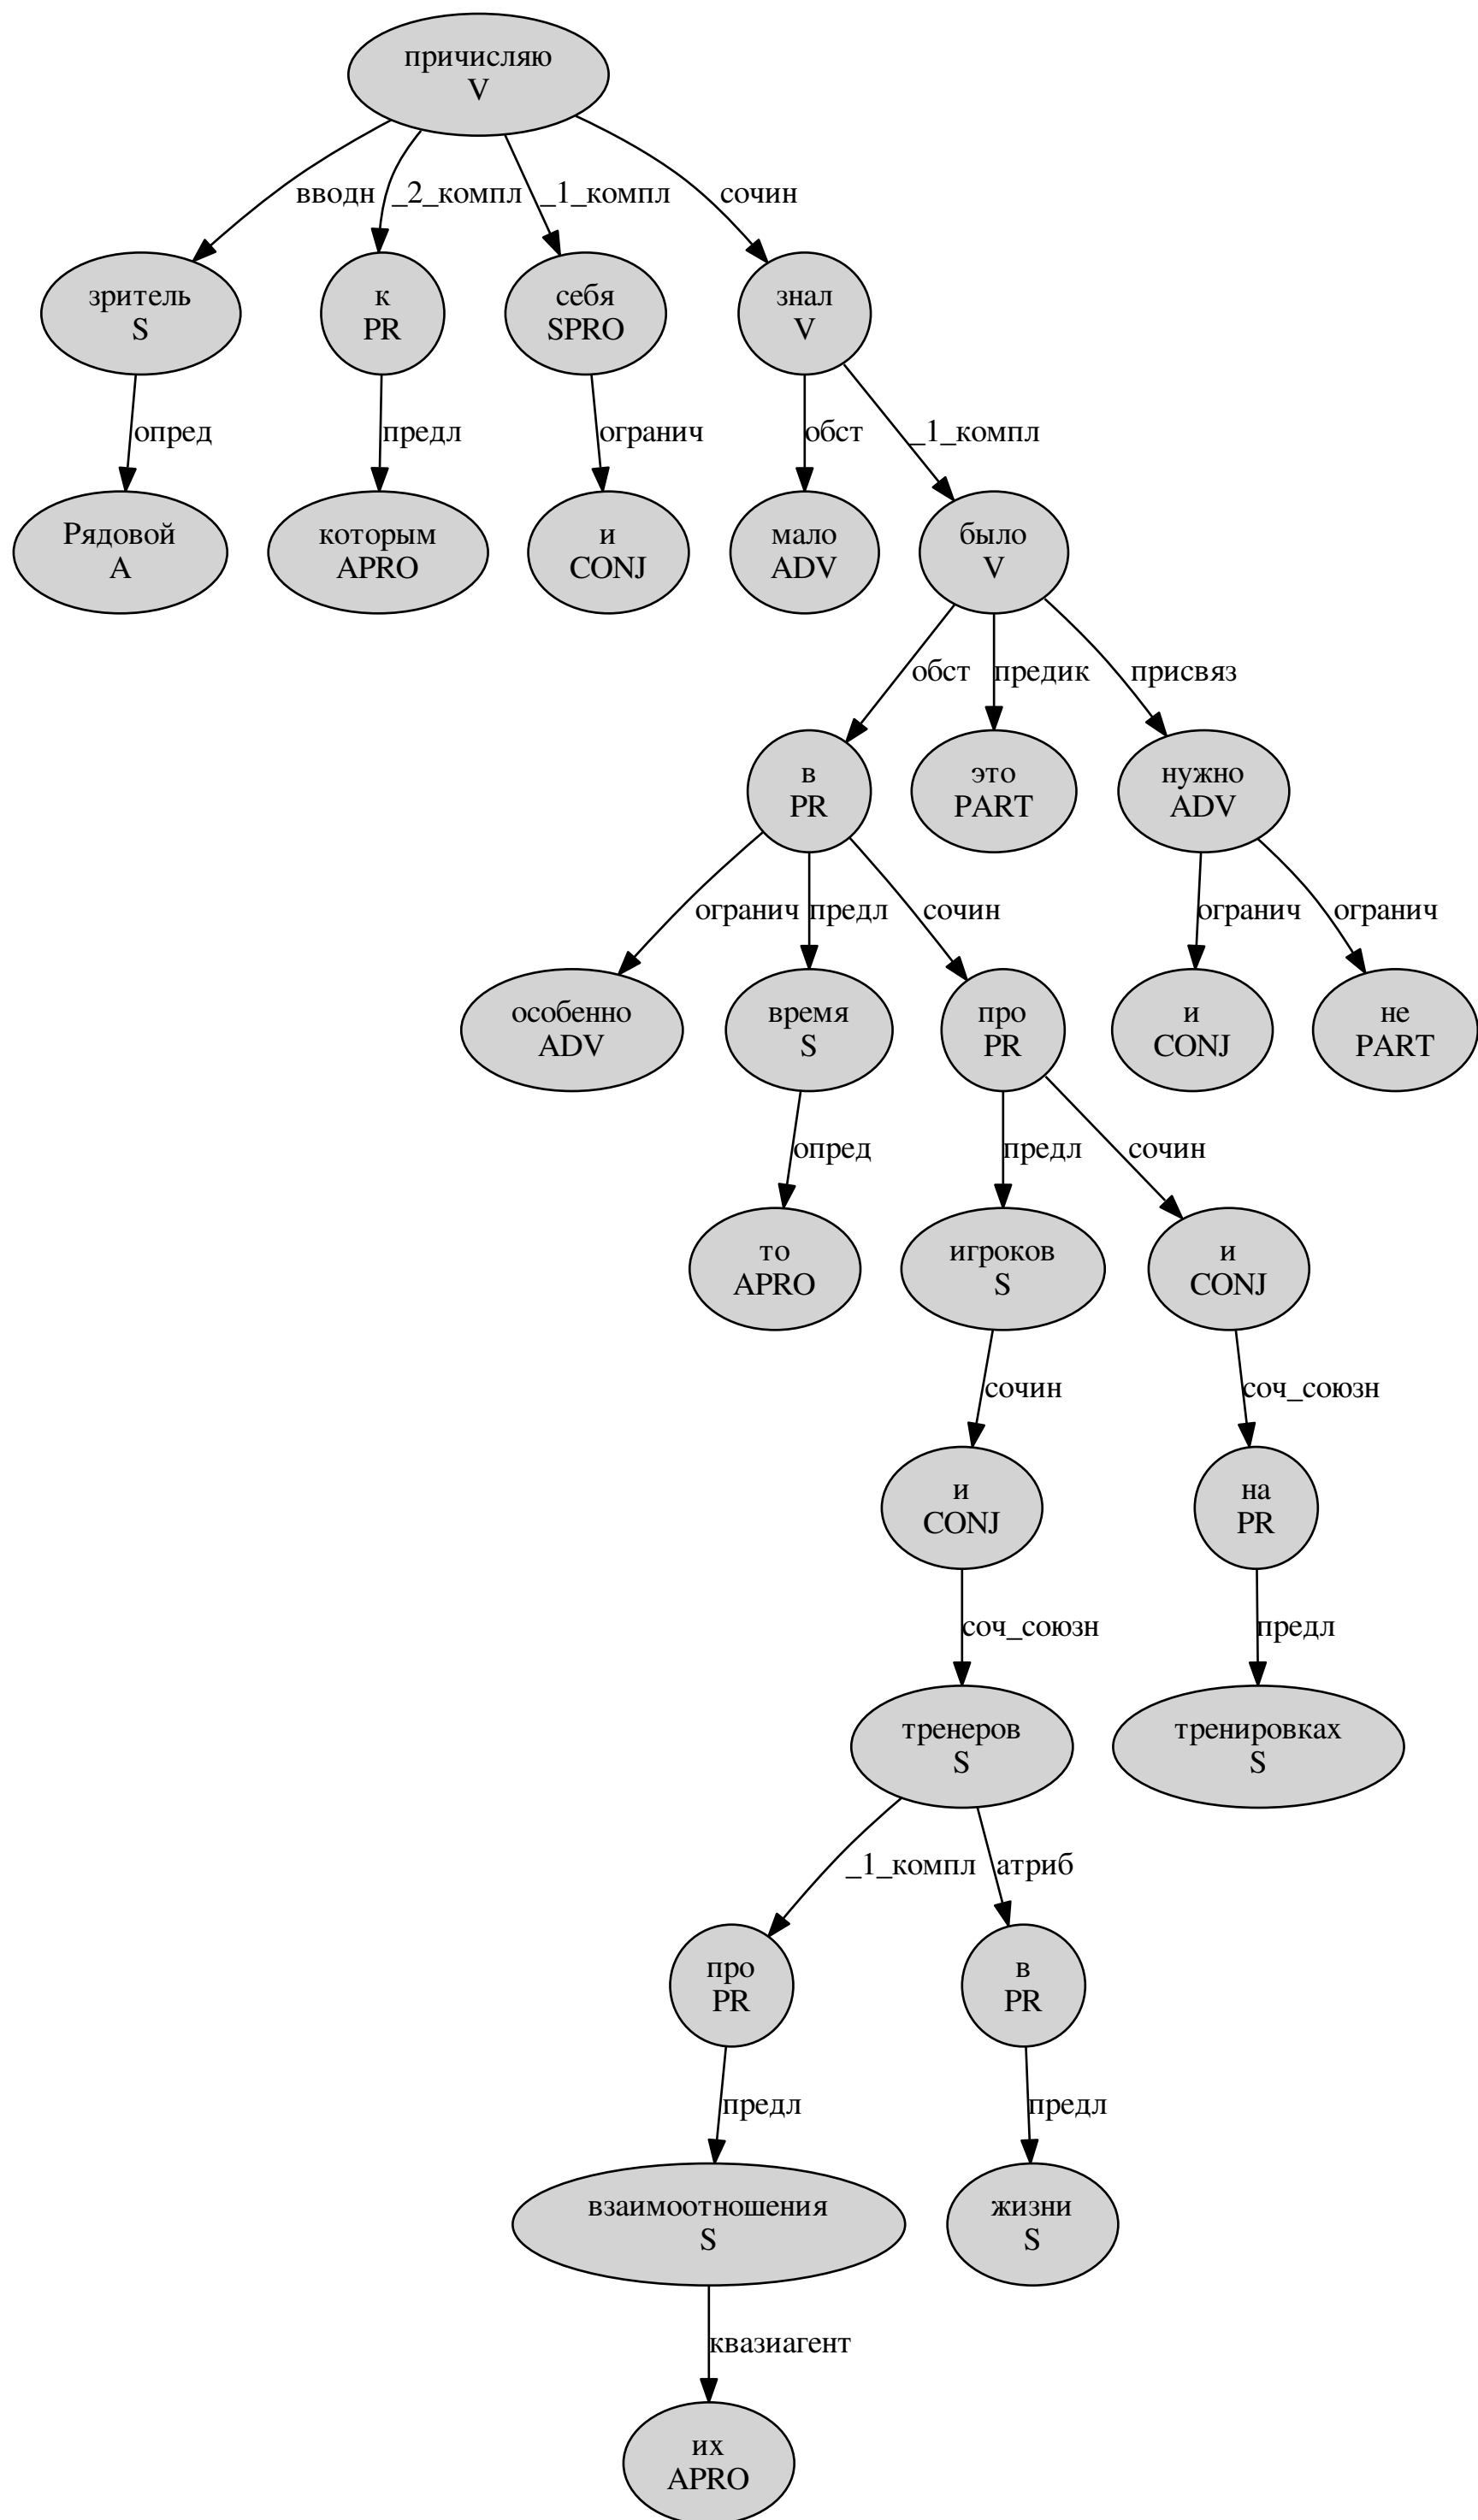 причисляю
V
вводн _2_компл _1_компл сочин
зритель
S
к
PR
себя
SPRO
знал
V
опред предл огранич обст _1_компл
Рядовой
A
которым
APRO
и
CONJ
мало
ADV
было
V
обст предик присвяз
в
PR
это
PART
нужно
ADV
огранич предл сочин огранич огранич
особенно
ADV
время
S
про
PR
и
CONJ
не
PART
опред предл сочин
то
APRO
игроков
S
и
CONJ
сочин соч_союзн
и
CONJ
на
PR
соч_союзн предл
тренеров
S
тренировках
S
_1_компл атриб
про
PR
в
PR
предл предл
взаимоотношения
S
жизни
S
квазиагент
их
APRO